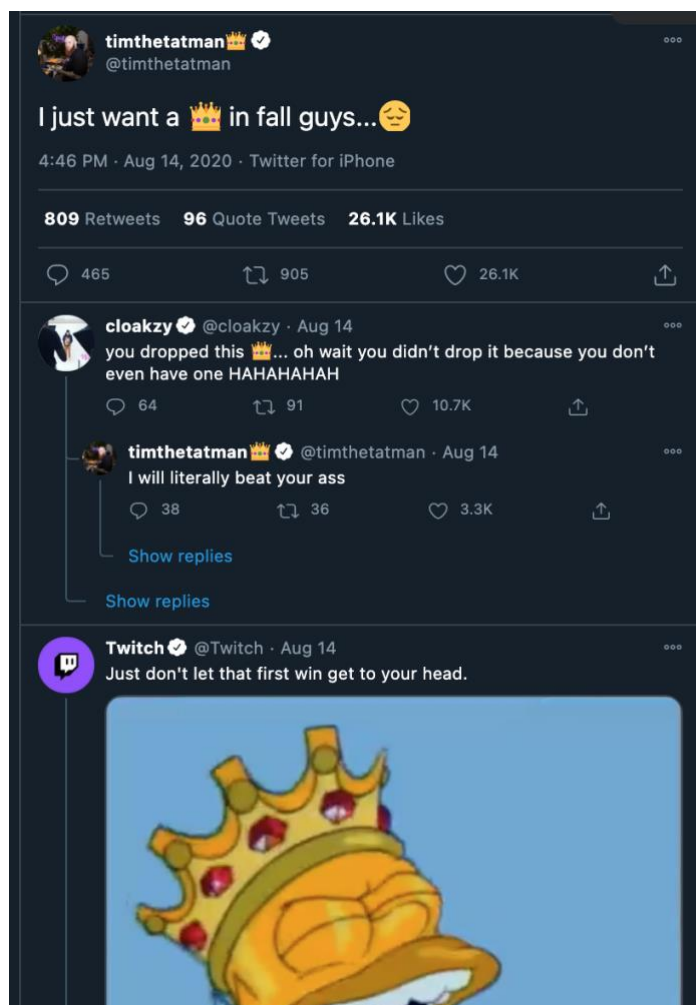 timthetatman👑
@timthetatman
I just want a 👑 in fall guys...😔
4:46 PM · Aug 14, 2020 · Twitter for iPhone
809 Retweets 96 Quote Tweets 26.1K Likes
465 905 26.1K
cloakzy @cloakzy · Aug 14
you dropped this 👑... oh wait you didn’t drop it because you don’t
even have one HAHAHAHAH
64 91 10.7K
timthetatman👑 @timthetatman · Aug 14
I will literally beat your ass
38 36 3.3K
Show replies
Show replies
Twitch @Twitch · Aug 14
Just don't let that first win get to your head.